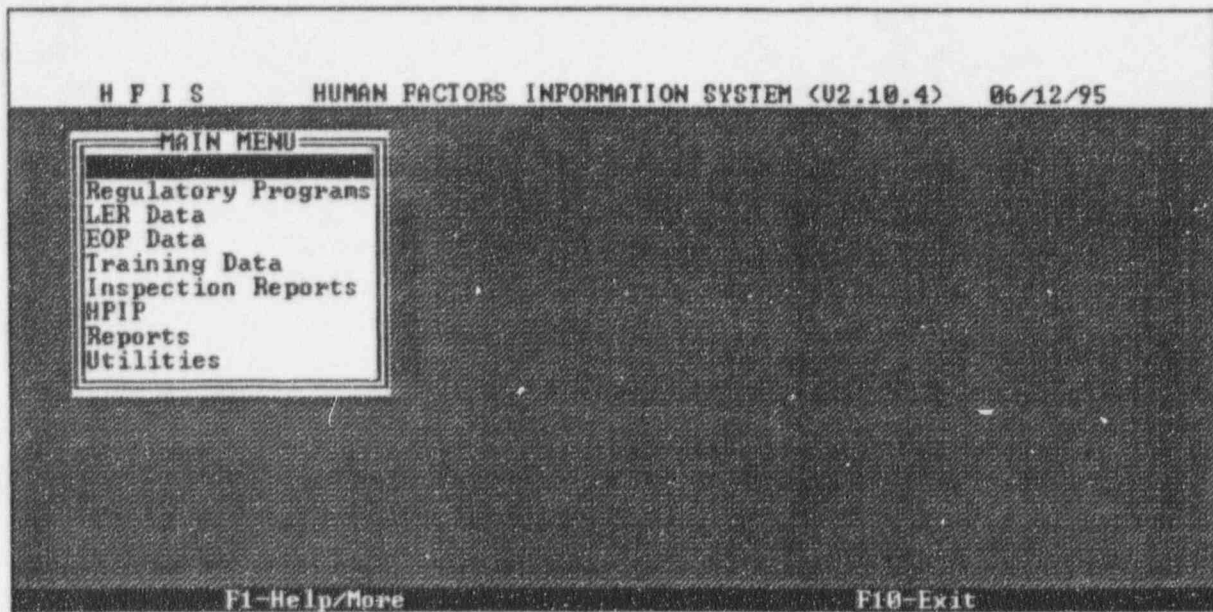 H F I S HUMAN FACTORS INFORMATION SYSTEM (V2.10.4) 06/12/95
MAIN MENU
Regulatory Programs
LER Data
EOP Data
Training Data
Inspection Reports
HPIP
Reports
Utilities
F1-Help/More F10-Exit